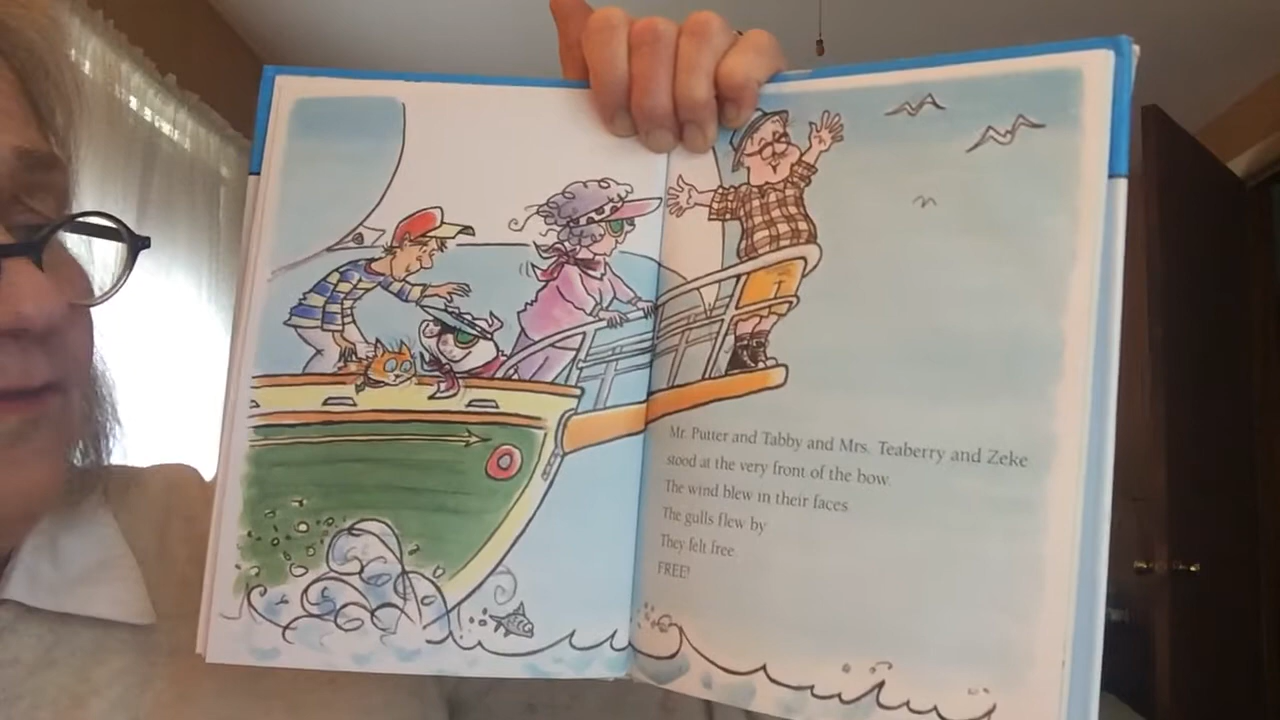 Mr. Putter and Tabby and Mrs. Teaberry and Zeke
stood at the very front of the bow.
The wind blew in their faces.
The gulls flew by.
They felt free.
FREE!